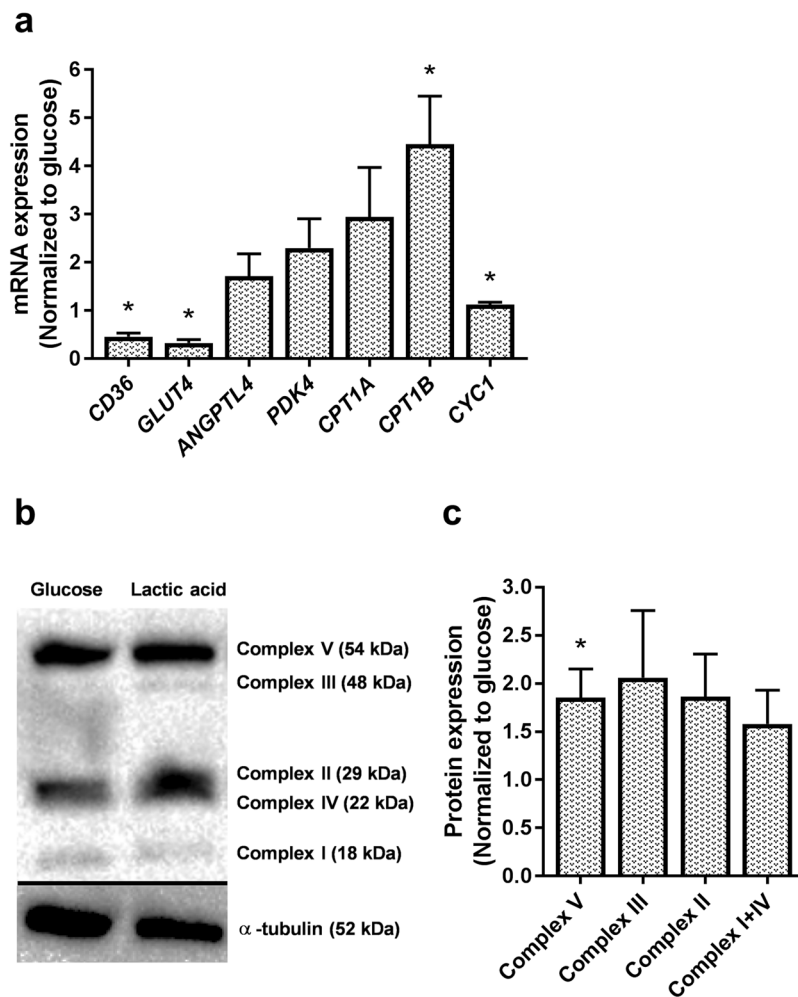 a
mRNA expression
(Normalized to glucose)
6
5
4
3
2
1
0
*
*
*
*
CD36
GLUT4
ANGPTL4
PDK4
CPT1A
CPT1B
CYC1
b
Glucose
Lactic acid
Complex V (54 kDa)
Complex III (48 kDa)
Complex II (29 kDa)
Complex IV (22 kDa)
Complex I (18 kDa)
α-tubulin (52 kDa)
c
Protein expression
(Normalized to glucose)
3.0
2.5
2.0
1.5
1.0
0.5
0.0
*
Complex V
Complex III
Complex II
Complex I+IV